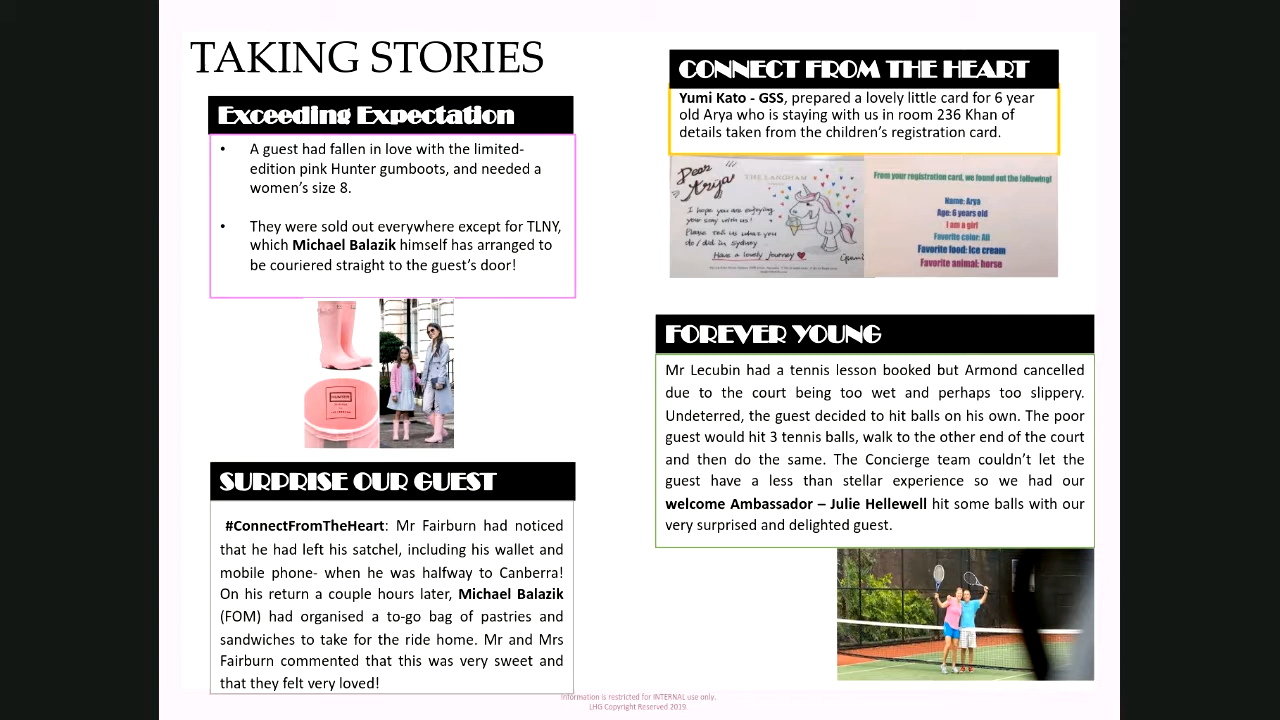 TAKING STORIES
Exceeding Expectation
• A guest had fallen in love with the limited-
edition pink Hunter gumboots, and needed a
women's size 8.
• They were sold out everywhere except for TLNY,
which Michael Balazik himself has arranged to
be couriered straight to the guest's door!
SURPRISE OUR GUEST
#ConnectFromTheHeart: Mr Fairburn had noticed
that he had left his satchel, including his wallet and
mobile phone- when he was halfway to Canberra!
On his return a couple hours later, Michael Balazik
(FOM) had organised a to-go bag of pastries and
sandwiches to take for the ride home. Mr and Mrs
Fairburn commented that this was very sweet and
that they felt very loved!
CONNECT FROM THE HEART
Yumi Kato - GSS, prepared a lovely little card for 6 year
old Arya who is staying with us in room 236 Khan of
details taken from the children's registration card.
Dear
Arya
THE LANGHAM
I hope you are enjoying
your stay with us!
Please tell us what you
do / did in sydney
Have a lovely journey
From your registration card, we found out the following!
Name: Arya
Age: 6 years old
I am a girl
Favorite color: All
Favorite food: Ice cream
Favorite animal: horse
FOREVER YOUNG
Mr Lecubin had a tennis lesson booked but Armond cancelled
due to the court being too wet and perhaps too slippery.
Undeterred, the guest decided to hit balls on his own. The poor
guest would hit 3 tennis balls, walk to the other end of the court
and then do the same. The Concierge team couldn't let the
guest have a less than stellar experience so we had our
welcome Ambassador – Julie Hellewell hit some balls with our
very surprised and delighted guest.
Information is restricted for INTERNAL use only.
LHG Copyright Reserved 2019.